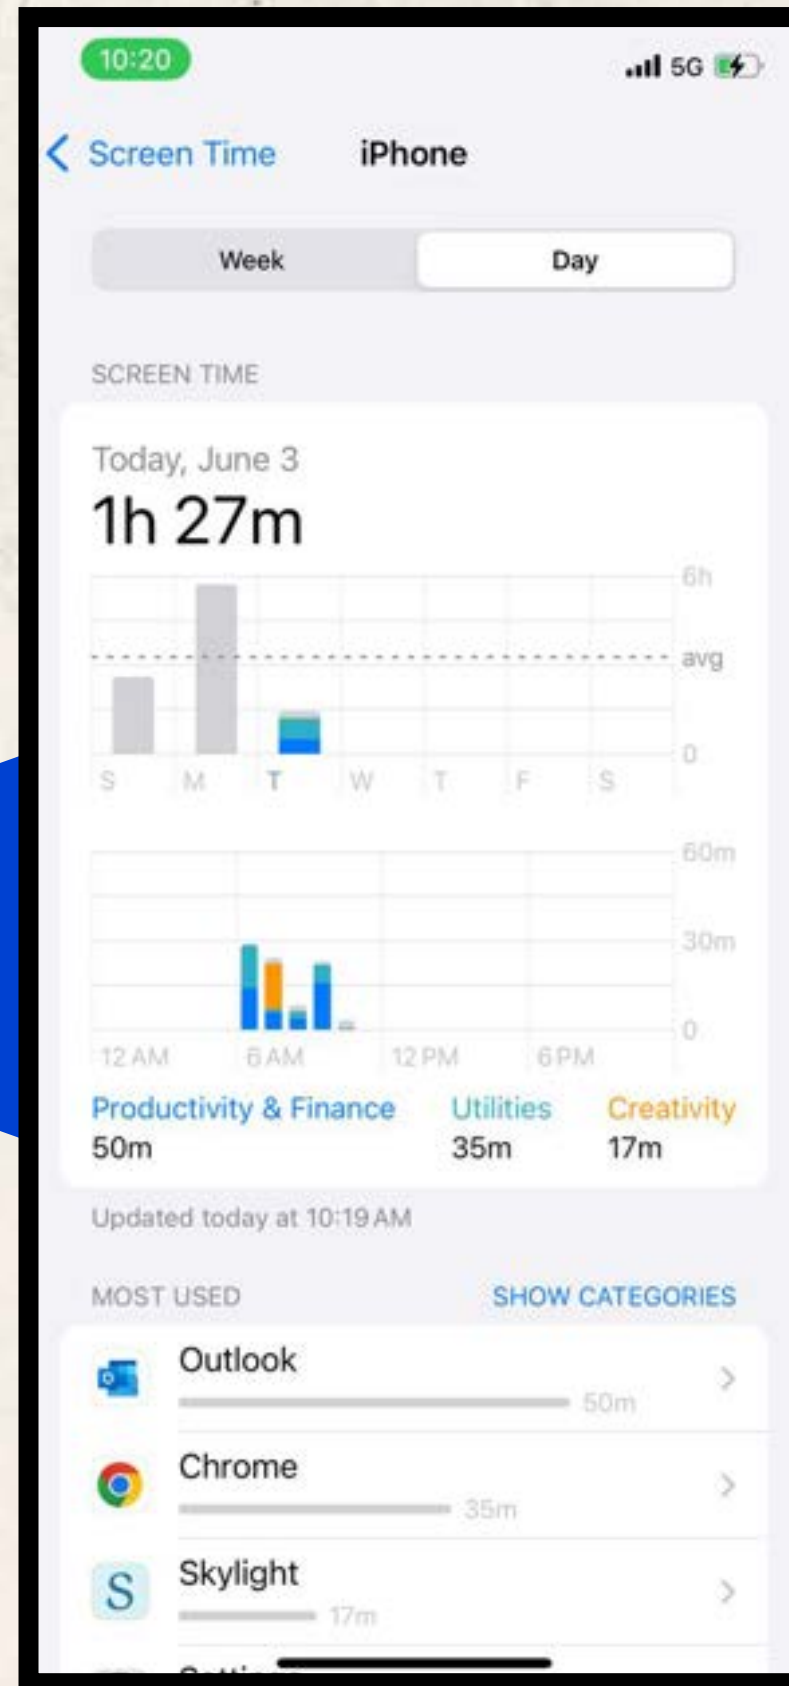 10:20 5G
Screen Time iPhone
Week Day
SCREEN TIME
Today, June 3
1h 27m
6h
avg
0
S M T W T F S
60m
30m
0
12 AM 6 AM 12 PM 6 PM
Productivity & Finance Utilities Creativity
50m 35m 17m
Updated today at 10:19 AM
MOST USED SHOW CATEGORIES
Outlook
50m
Chrome
35m
S Skylight
17m